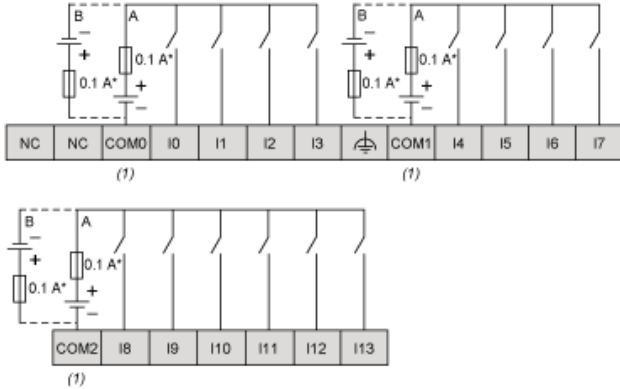 B A B A
- -
+ 0.1 A* + 0.1 A*
0.1 A* + 0.1 A* +
- -
NC NC COM0 I0 I1 I2 I3 COM1 I4 I5 I6 I7
(1) (1)
B A
-
+ 0.1 A*
0.1 A* +
-
COM2 I8 I9 I10 I11 I12 I13
(1)